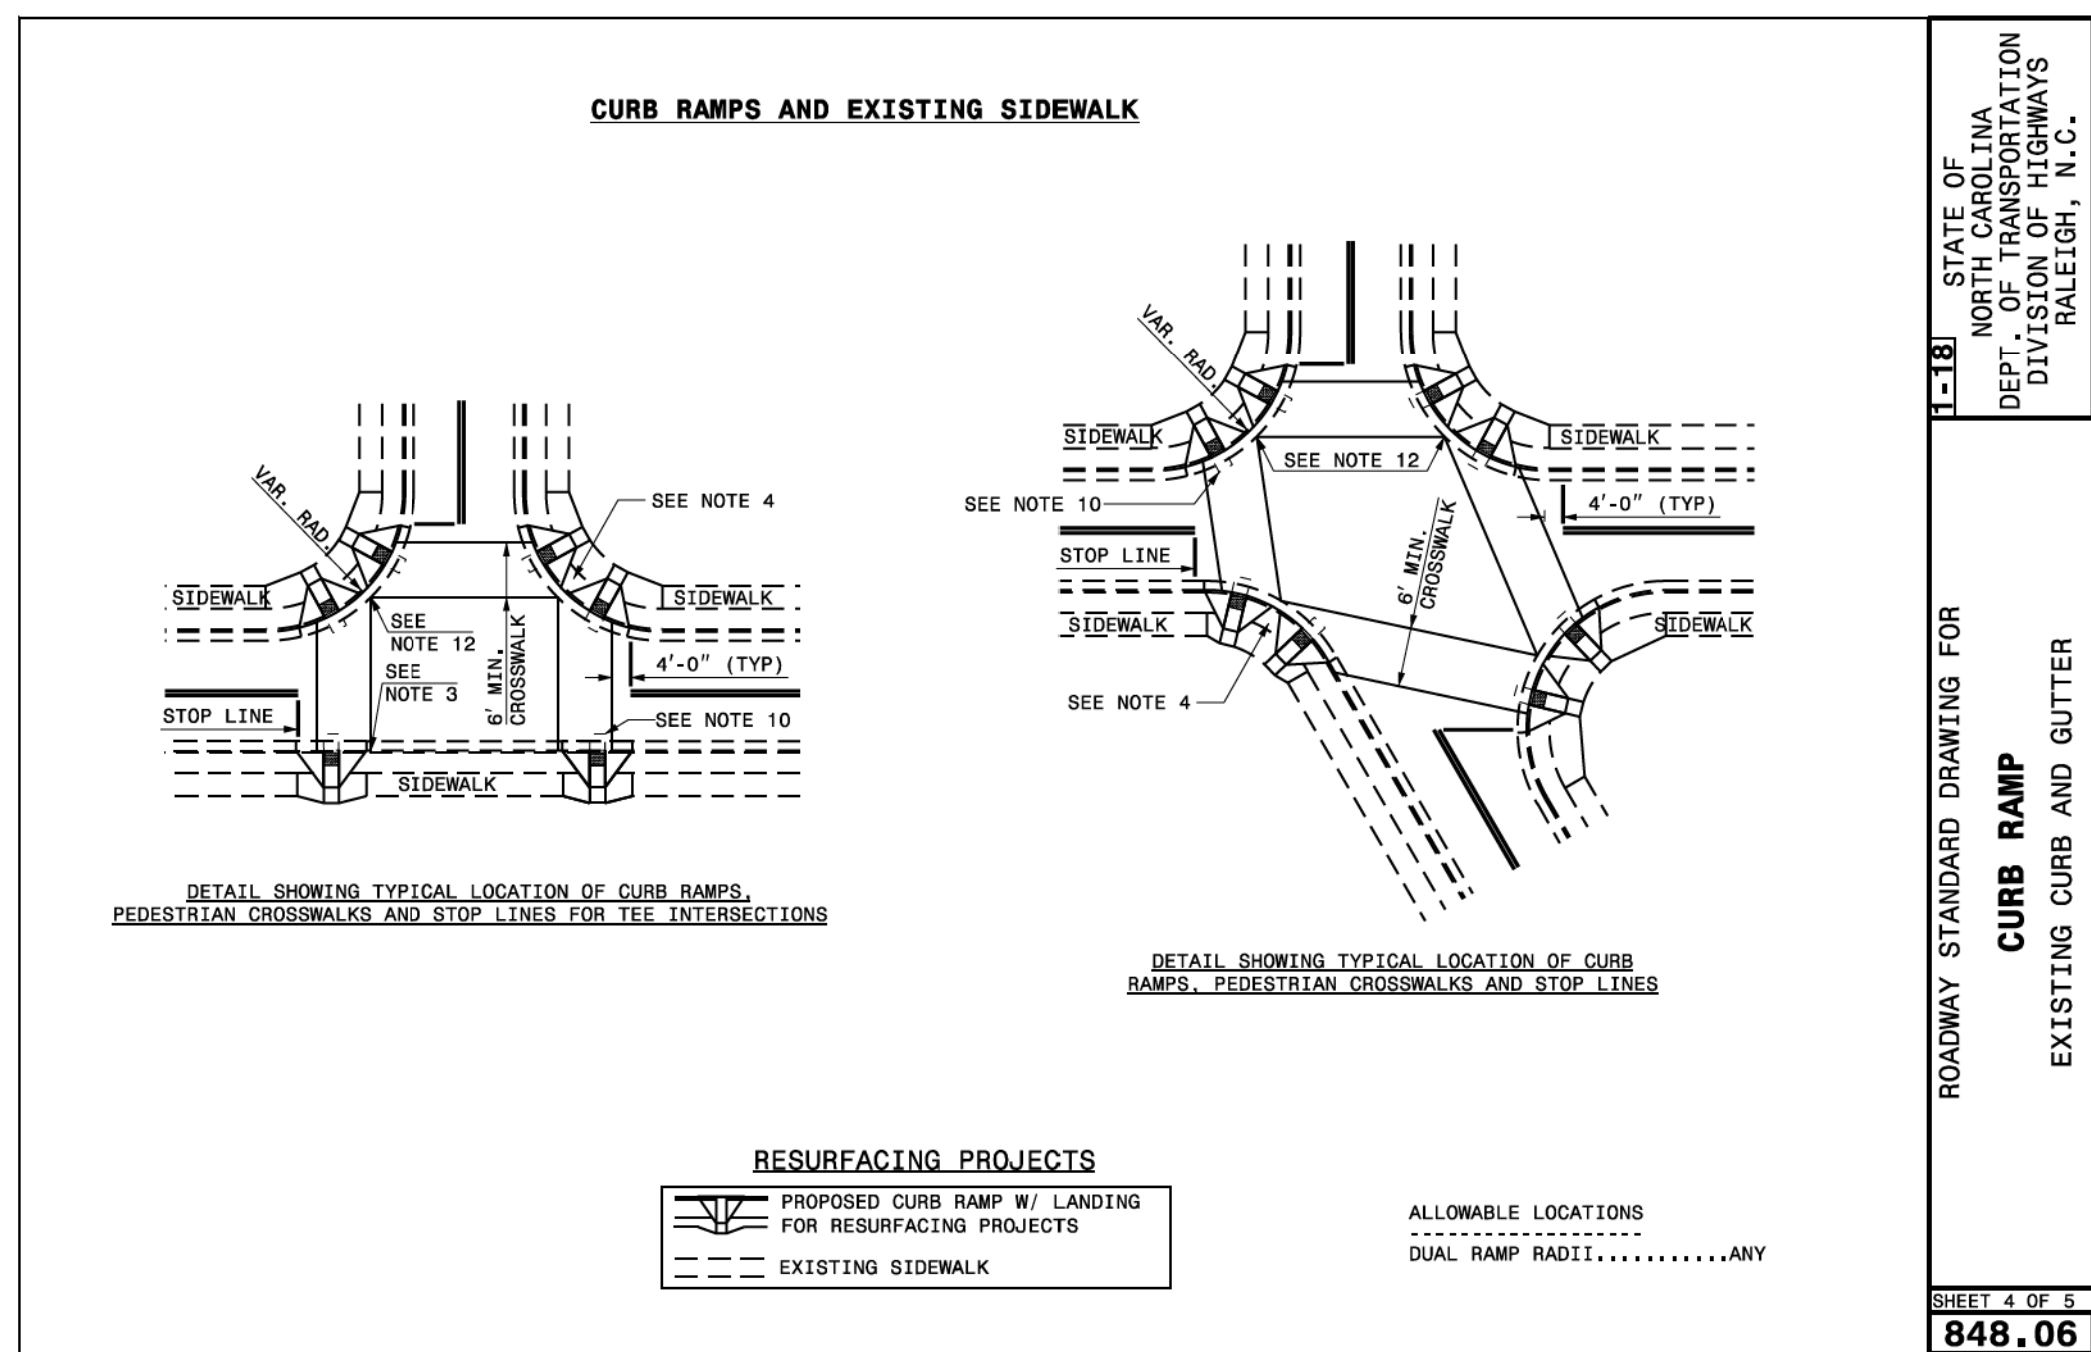 CURB RAMPS AND EXISTING SIDEWALK
VAR. RAD.
SEE NOTE 4
SIDEWALK
SIDEWALK
SEE
NOTE 12
SEE
NOTE 3
6' MIN.
CROSSWALK
4'-0" (TYP)
STOP LINE
SEE NOTE 10
SIDEWALK
DETAIL SHOWING TYPICAL LOCATION OF CURB RAMPS,
PEDESTRIAN CROSSWALKS AND STOP LINES FOR TEE INTERSECTIONS
VAR. RAD.
SIDEWALK
SIDEWALK
SEE NOTE 12
SEE NOTE 10
4'-0" (TYP)
6' MIN.
CROSSWALK
STOP LINE
SIDEWALK
SIDEWALK
SEE NOTE 4
DETAIL SHOWING TYPICAL LOCATION OF CURB
RAMPS, PEDESTRIAN CROSSWALKS AND STOP LINES
RESURFACING PROJECTS
PROPOSED CURB RAMP W/ LANDING
FOR RESURFACING PROJECTS
EXISTING SIDEWALK
ALLOWABLE LOCATIONS
------------------
DUAL RAMP RADII...........ANY
1-18
STATE OF
NORTH CAROLINA
DEPT. OF TRANSPORTATION
DIVISION OF HIGHWAYS
RALEIGH, N.C.
ROADWAY STANDARD DRAWING FOR
CURB RAMP
EXISTING CURB AND GUTTER
SHEET 4 OF 5
848.06